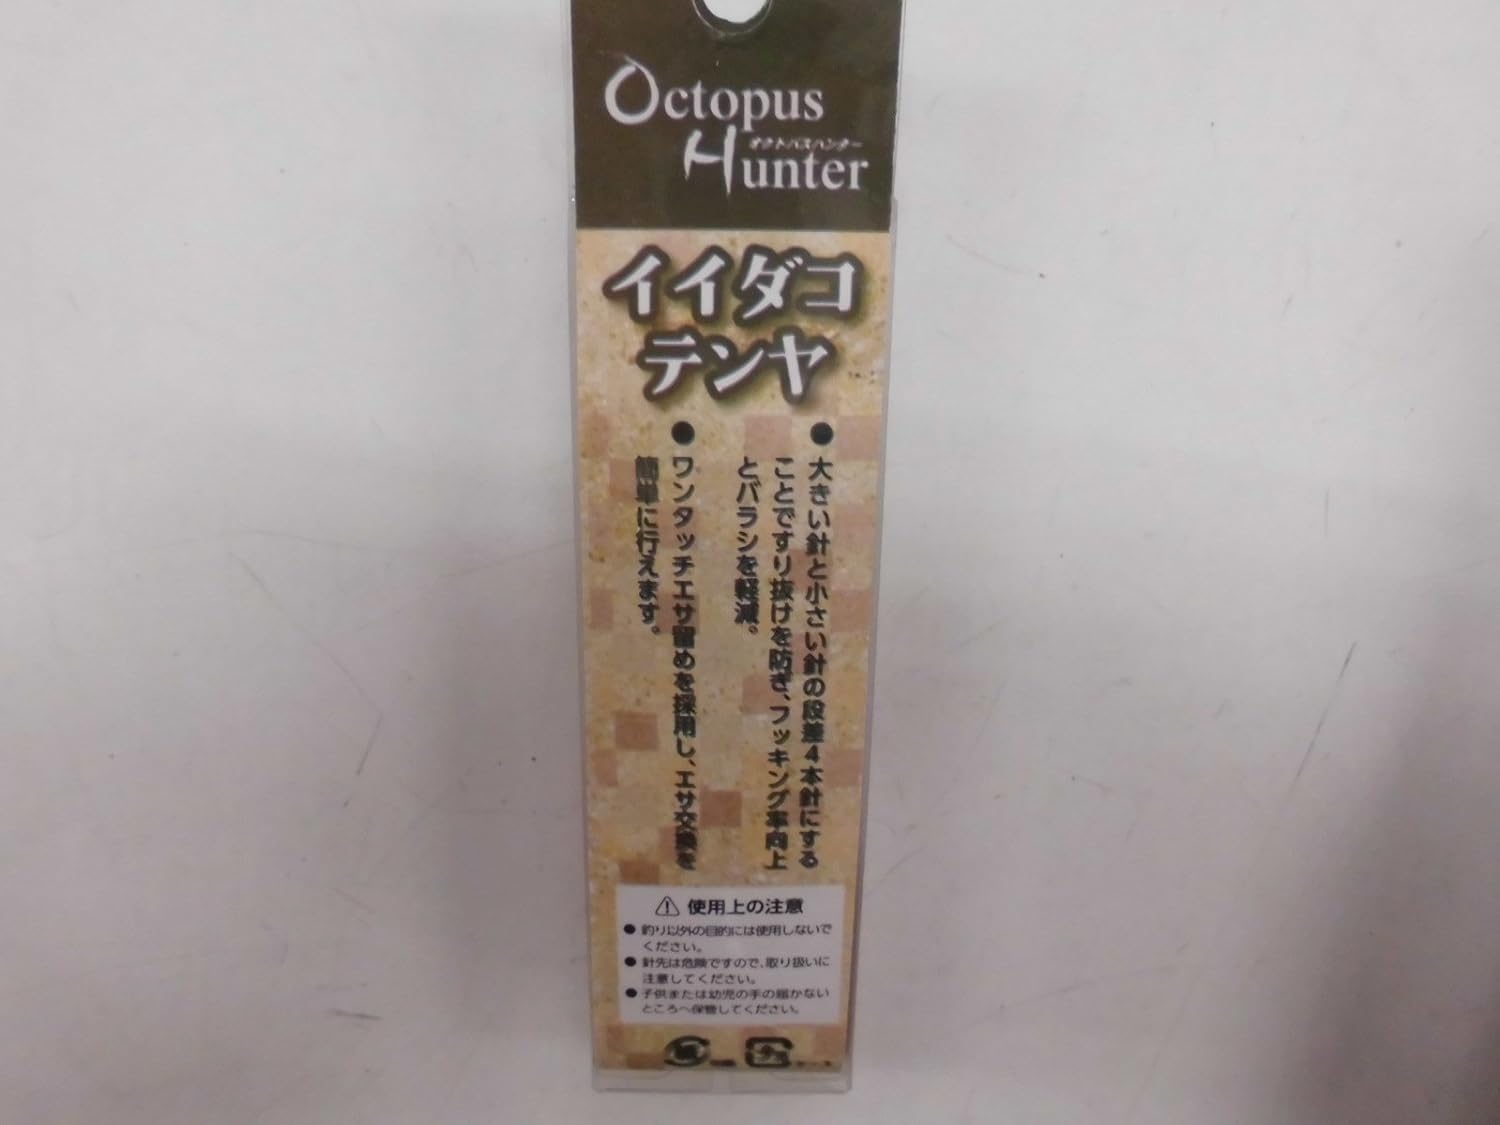 Octopus
オクトパスハンター
Hunter
イイダコ
テンヤ
●大きい針と小さい針の段差4本針にする
ことですり抜けを防ぎ、フッキング率向上
とバラシを軽減。
●ワンタッチエサ留めを採用し、エサ交換を
簡単に行えます。
⚠ 使用上の注意
●釣り以外の目的には使用しないで
ください。
●針先は危険ですので、取り扱いに
注意してください。
●子供または幼児の手の届かない
ところへ保管してください。